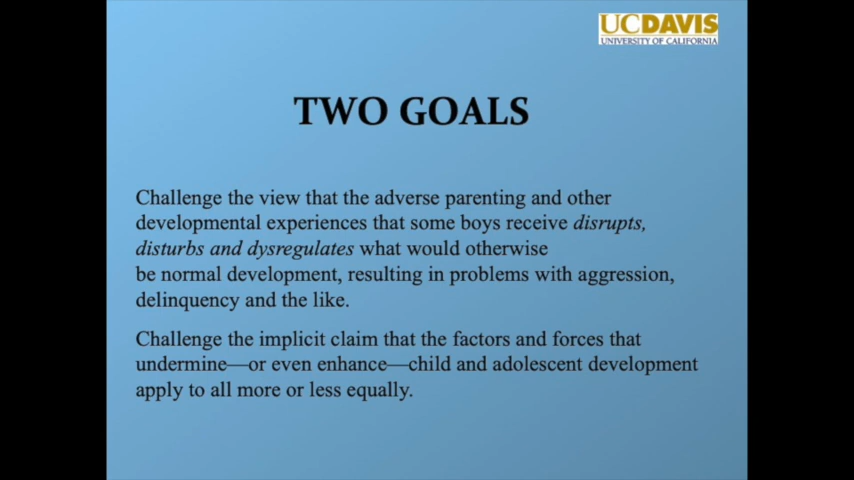 UCDAVIS
UNIVERSITY OF CALIFORNIA
TWO GOALS
Challenge the view that the adverse parenting and other
developmental experiences that some boys receive disrupts,
disturbs and dysregulates what would otherwise
be normal development, resulting in problems with aggression,
delinquency and the like.
Challenge the implicit claim that the factors and forces that
undermine—or even enhance—child and adolescent development
apply to all more or less equally.